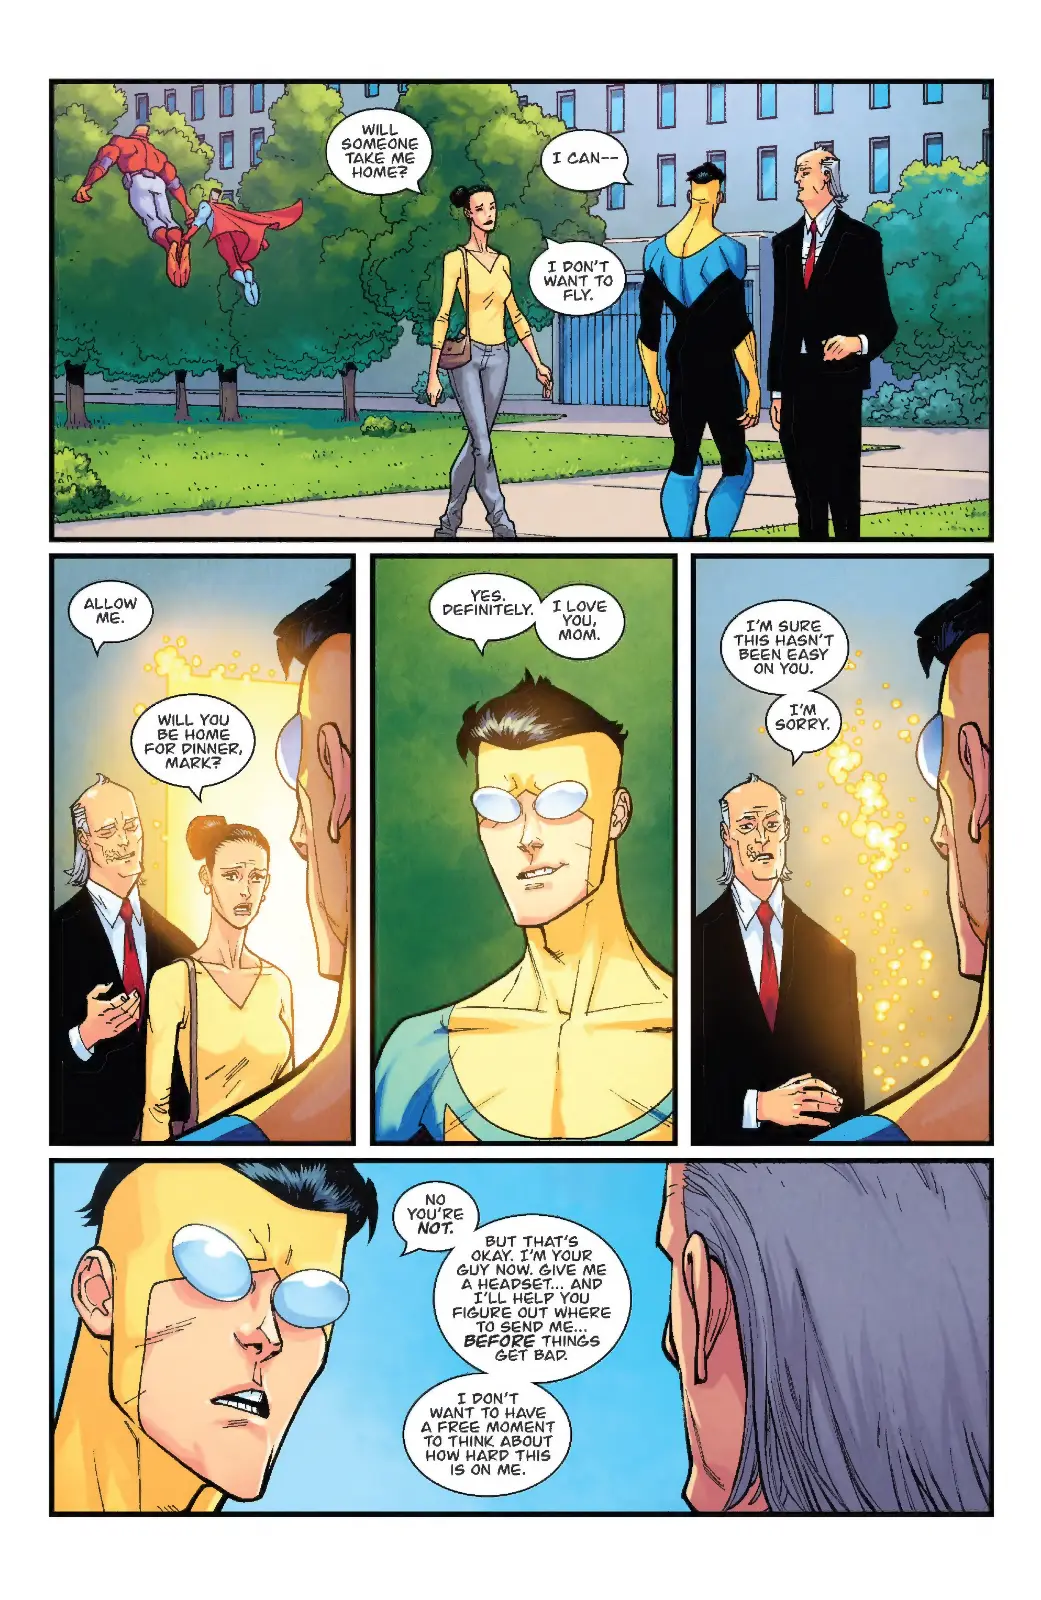 WILL
SOMEONE
TAKE ME
HOME?
I CAN--
I DON'T
WANT TO
FLY.
ALLOW
ME.
WILL YOU
BE HOME
FOR DINNER,
MARK?
YES.
DEFINITELY.
I LOVE
YOU,
MOM.
I'M SURE
THIS HASN'T
BEEN EASY
ON YOU.
I'M
SORRY.
NO
YOU'RE
NOT.
BUT THAT'S
OKAY. I'M YOUR
GUY NOW. GIVE ME
A HEADSET... AND
I'LL HELP YOU
FIGURE OUT WHERE
TO SEND ME...
BEFORE THINGS
GET BAD.
I DON'T
WANT TO HAVE
A FREE MOMENT
TO THINK ABOUT
HOW HARD THIS
IS ON ME.